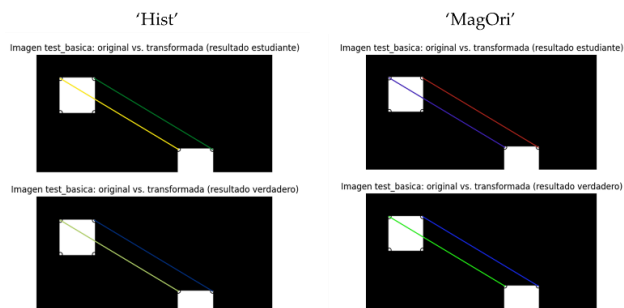 ‘Hist’
‘MagOri’
Imagen test_basica: original vs. transformada (resultado estudiante)
Imagen test_basica: original vs. transformada (resultado estudiante)
Imagen test_basica: original vs. transformada (resultado verdadero)
Imagen test_basica: original vs. transformada (resultado verdadero)